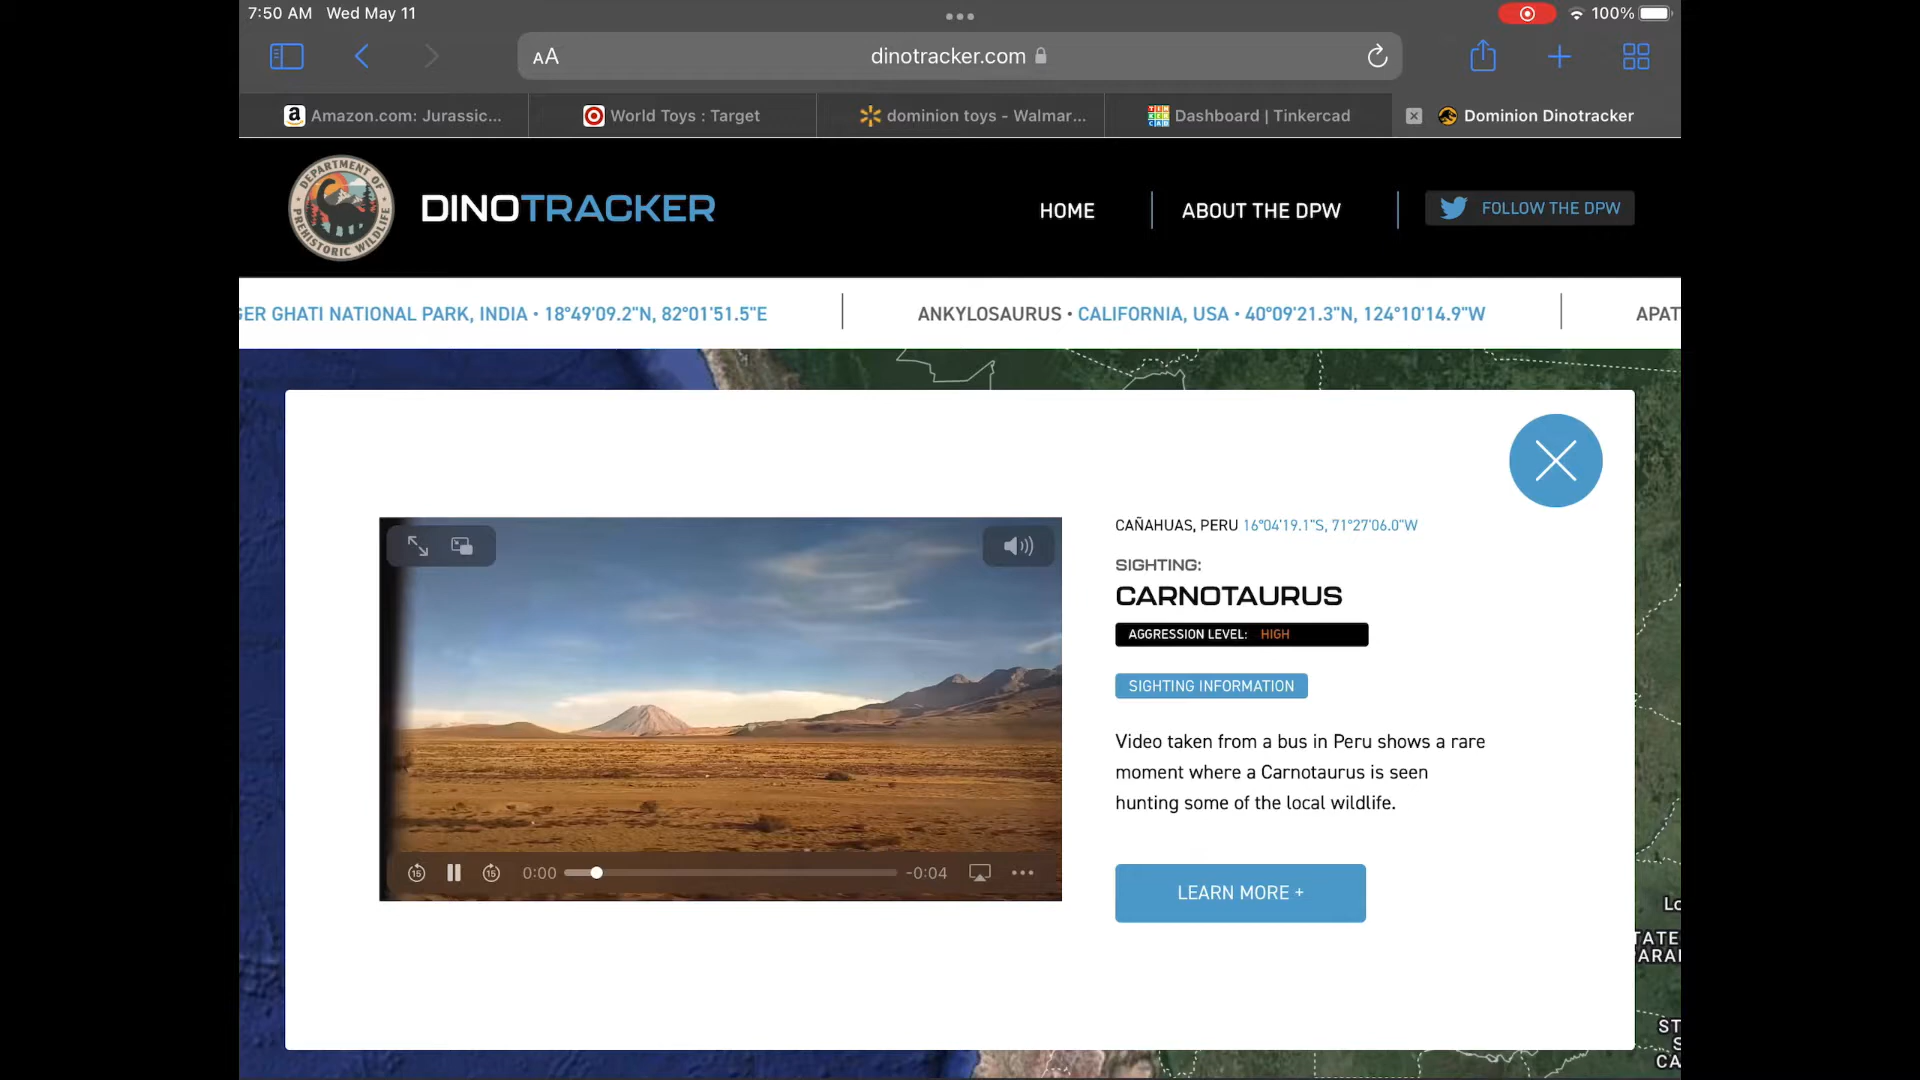 7:50 AM Wed May 11
100%
AA
dinotracker.com
Amazon.com: Jurassic...
World Toys : Target
dominion toys - Walmar...
Dashboard | Tinkercad
Dominion Dinotracker
DEPARTMENT OF
PREHISTORIC WILDLIFE
DINOTRACKER
HOME
ABOUT THE DPW
FOLLOW THE DPW
GER GHATI NATIONAL PARK, INDIA • 18°49'09.2"N, 82°01'51.5"E
ANKYLOSAURUS • CALIFORNIA, USA • 40°09'21.3"N, 124°10'14.9"W
APAT
CAÑAHUAS, PERU 16°04'19.1"S, 71°27'06.0"W
SIGHTING:
CARNOTAURUS
AGGRESSION LEVEL: HIGH
SIGHTING INFORMATION
Video taken from a bus in Peru shows a rare
moment where a Carnotaurus is seen
hunting some of the local wildlife.
15
15
0:00
-0:04
LEARN MORE +